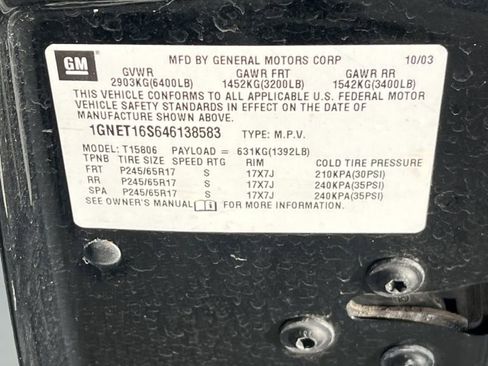 GM
MFD BY GENERAL MOTORS CORP 10/03
GVWR GAWR FRT GAWR RR
2903KG(6400LB) 1452KG(3200LB) 1542KG(3400LB)
THIS VEHICLE CONFORMS TO ALL APPLICABLE U.S. FEDERAL MOTOR
VEHICLE SAFETY STANDARDS IN EFFECT ON THE DATE OF
MANUFACTURE SHOWN ABOVE.
1GNET16S646138583 TYPE: M.P.V.
MODEL: T15806 PAYLOAD = 631KG(1392LB)
TPNB TIRE SIZE SPEED RTG RIM COLD TIRE PRESSURE
FRT P245/65R17 S 17X7J 210KPA(30PSI)
RR P245/65R17 S 17X7J 240KPA(35PSI)
SPA P245/65R17 S 17X7J 240KPA(35PSI)
SEE OWNER'S MANUAL FOR MORE INFORMATION.